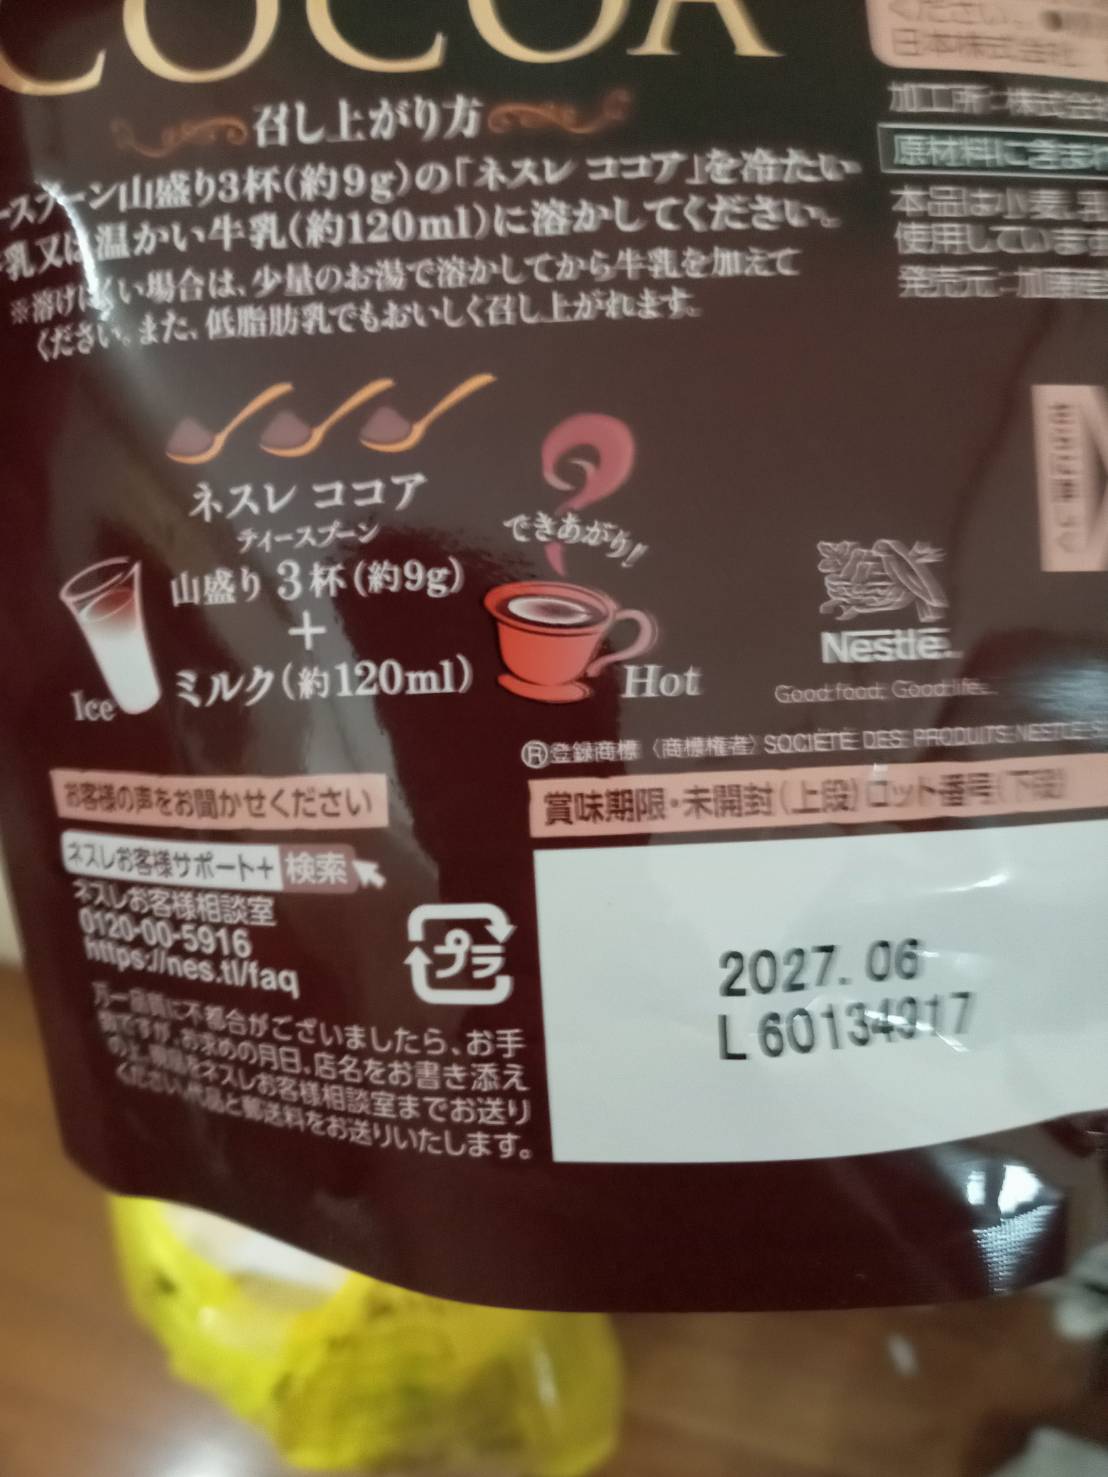 COCOA
召し上がり方
スプーン山盛り3杯(約9g)の「ネスレ ココア」を冷たい
牛乳又は温かい牛乳(約120ml)に溶かしてください。
※溶けにくい場合は、少量のお湯で溶かしてから牛乳を加えて
ください。また、低脂肪乳でもおいしく召し上がれます。
ネスレ ココア
ティースプーン
山盛り 3杯(約9g)
+
ミルク(約120ml)
Ice
できあがり!
Hot
Nestlé
Good food, Good life
ください。
日本株式会社
加工所:株式会社
原材料に含まれ
本品は小麦、乳
使用しています
発売元:加藤産
®登録商標 〈商標権者〉 SOCIÉTÉ DES PRODUITS NESTLÉ
お客様の声をお聞かせください
ネスレお客様サポート+ 検索
ネスレお客様相談室
0120-00-5916
https://nes.tl/faq
プラ
万一品質に不都合がございましたら、お手
数ですが、お求めの月日、店名をお書き添え
の上、現品をネスレお客様相談室までお送り
ください。代品と郵送料をお送りいたします。
賞味期限・未開封(上段) ロット番号(下段)
2027. 06
L 60134917